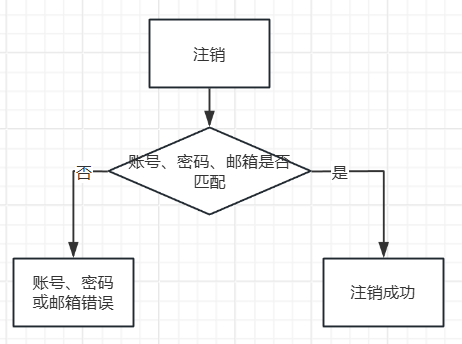 注销
账号、密码、邮箱是否
匹配
否
是
账号、密码
或邮箱错误
注销成功